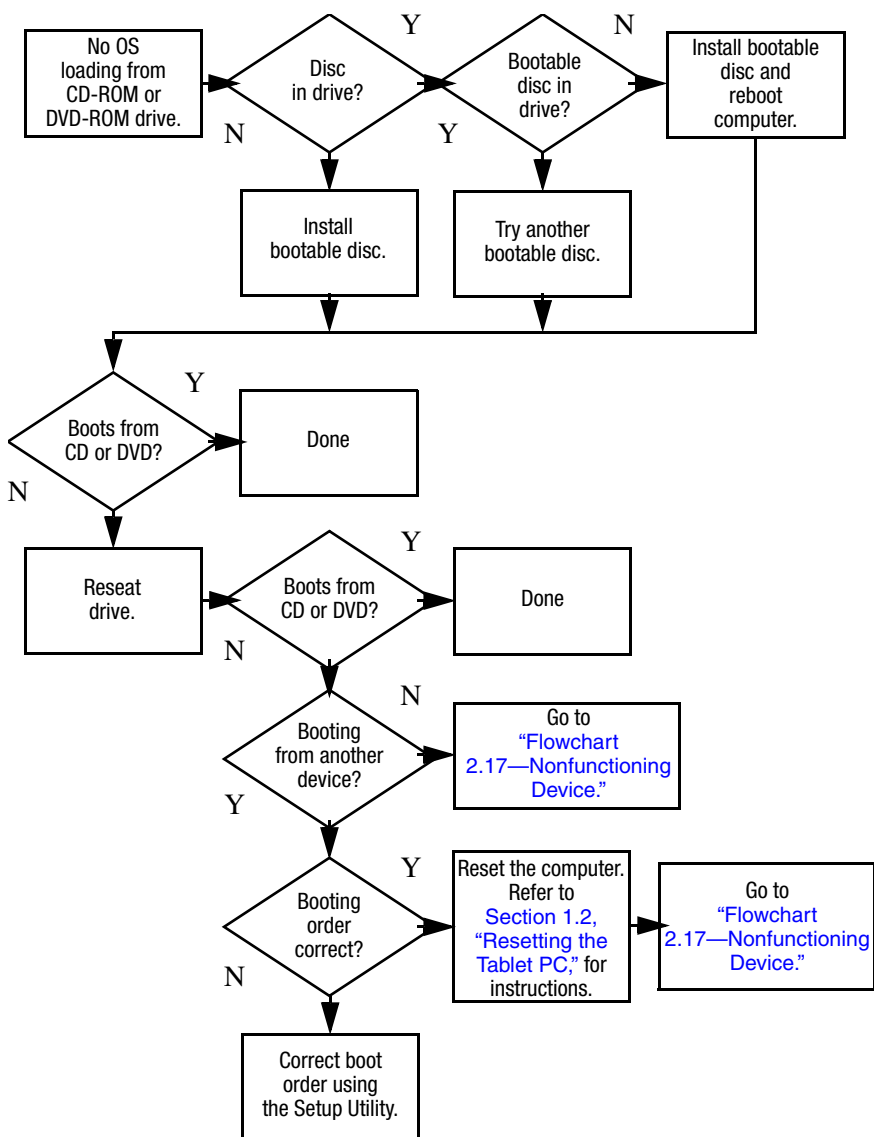 Y
N
No OS
loading from
CD-ROM or
DVD-ROM drive.
Disc
in drive?
Bootable
disc in
drive?
Install bootable
disc and
reboot
computer.
N
Y
Install
bootable disc.
Try another
bootable disc.
Y
Boots from
CD or DVD?
Done
N
Reseat
drive.
Y
Boots from
CD or DVD?
Done
N
N
Booting
from another
device?
Go to
“Flowchart
2.17—Nonfunctioning
Device.”
Y
Y
Booting
order
correct?
Reset the computer.
Refer to
Section 1.2,
“Resetting the
Tablet PC,” for
instructions.
Go to
“Flowchart
2.17—Nonfunctioning
Device.”
N
Correct boot
order using
the Setup Utility.